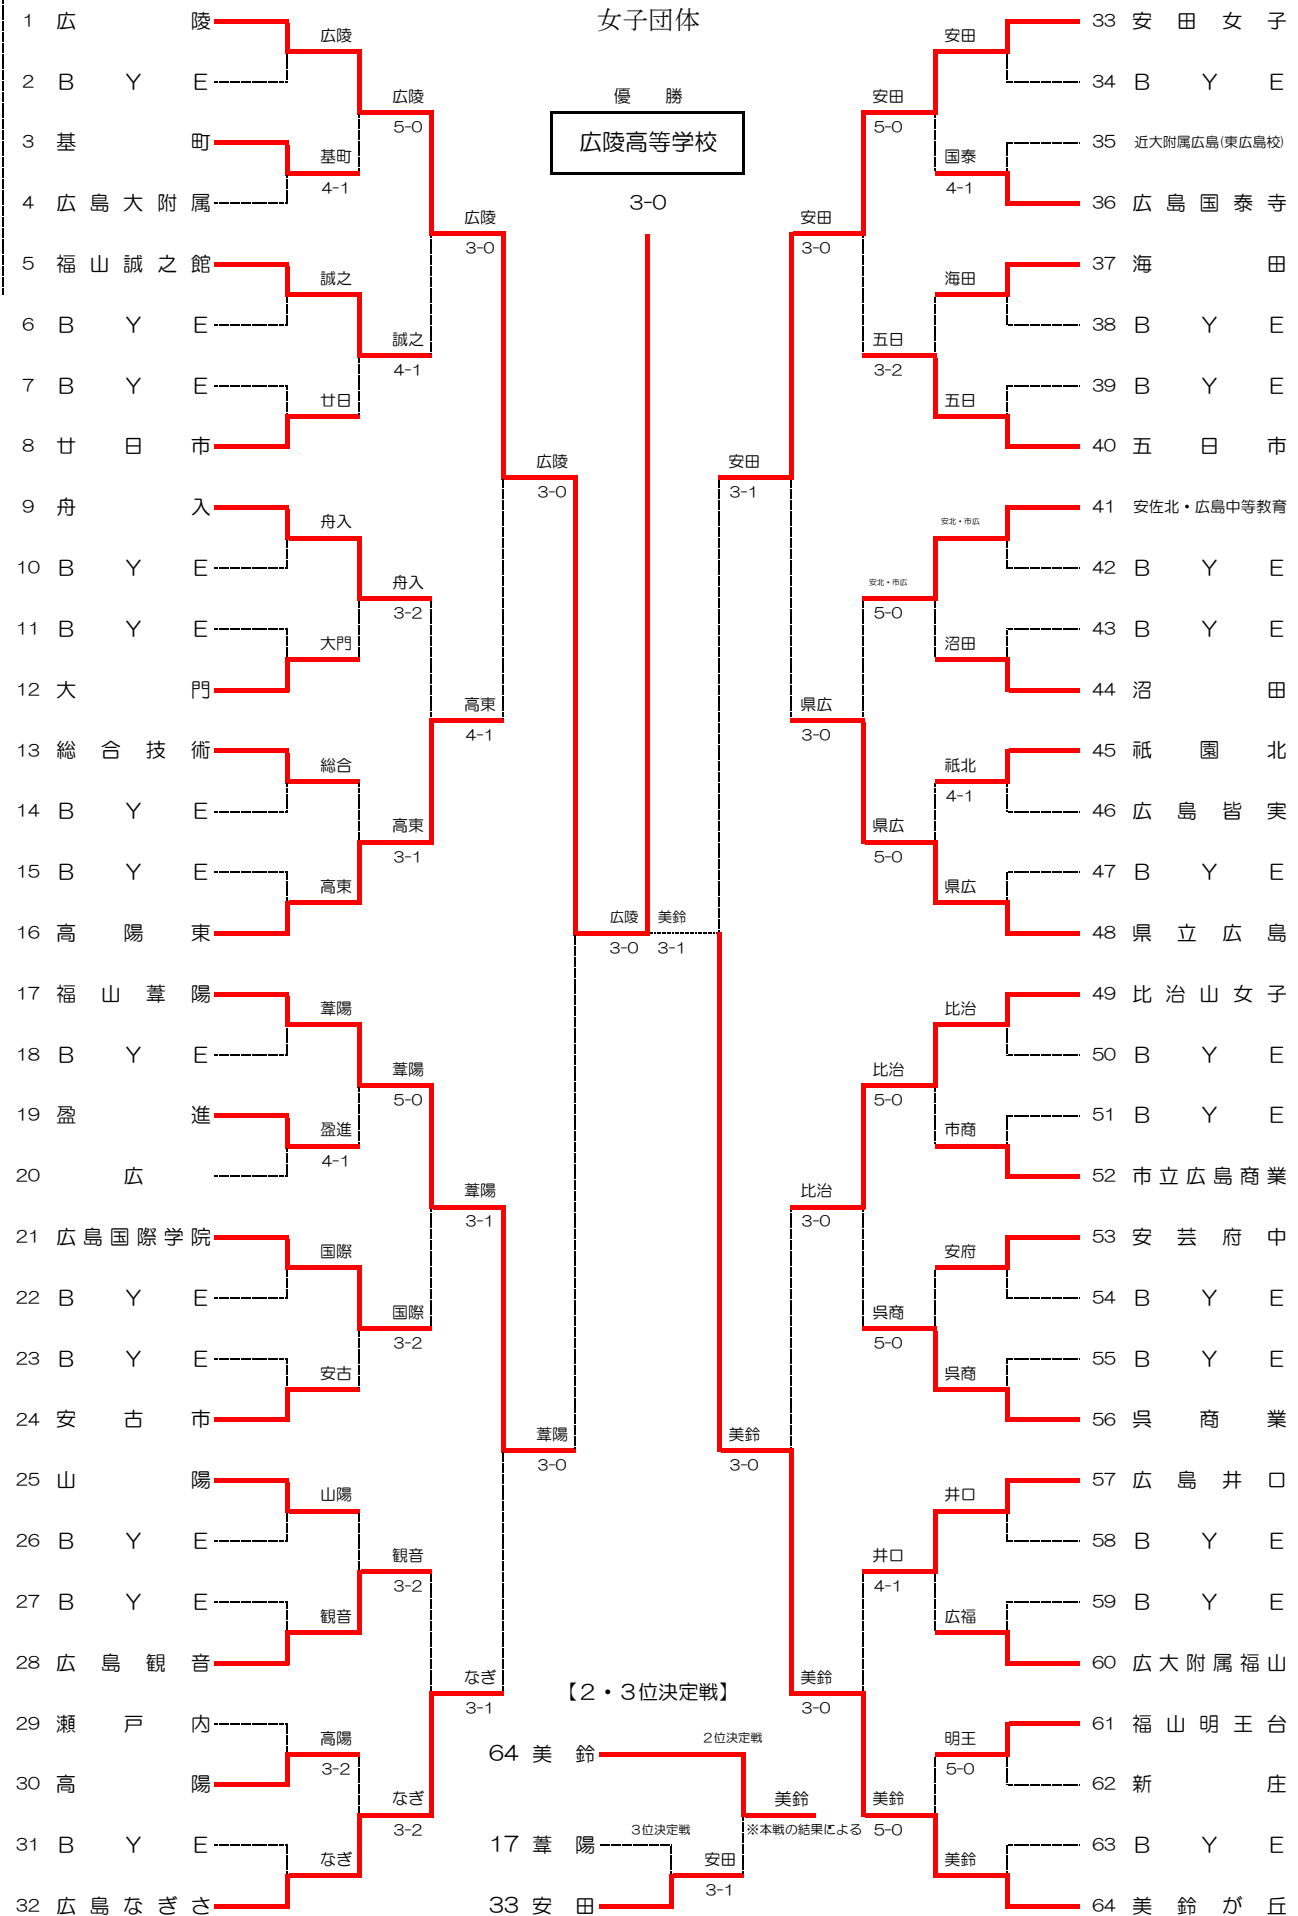 女子団体
優 勝
広陵高等学校
3-0
1 広 陵
2 B Y E
3 基 町
4 広 島 大 附 属
5 福 山 誠 之 館
6 B Y E
7 B Y E
8 廿 日 市
9 舟 入
10 B Y E
11 B Y E
12 大 門
13 総 合 技 術
14 B Y E
15 B Y E
16 高 陽 東
17 福 山 葦 陽
18 B Y E
19 盈 進
20 広
21 広 島 国 際 学 院
22 B Y E
23 B Y E
24 安 古 市
25 山 陽
26 B Y E
27 B Y E
28 広 島 観 音
29 瀬 戸 内
30 高 陽
31 B Y E
32 広 島 な ぎ さ
広陵
基町
4-1
誠之
廿日
舟入
大門
総合
高東
葦陽
盈進
4-1
国際
安古
山陽
観音
高陽
3-2
なぎ
広陵
5-0
誠之
4-1
舟入
3-2
高東
3-1
葦陽
5-0
国際
3-2
観音
3-2
なぎ
3-2
広陵
3-0
高東
4-1
葦陽
3-1
なぎ
3-1
広陵
3-0
葦陽
3-0
広陵 美鈴
3-0 3-1
安田
3-1
美鈴
3-0
安田
3-0
県広
3-0
比治
3-0
美鈴
3-0
安田
5-0
五日
3-2
安北・市広
5-0
県広
5-0
比治
5-0
呉商
5-0
井口
4-1
美鈴
5-0
安田
国泰
4-1
海田
五日
安北・市広
沼田
祇北
4-1
県広
比治
市商
安府
呉商
井口
広福
明王
5-0
美鈴
33 安 田 女 子
34 B Y E
35 近大附属広島(東広島校)
36 広 島 国 泰 寺
37 海 田
38 B Y E
39 B Y E
40 五 日 市
41 安佐北・広島中等教育
42 B Y E
43 B Y E
44 沼 田
45 祇 園 北
46 広 島 皆 実
47 B Y E
48 県 立 広 島
49 比 治 山 女 子
50 B Y E
51 B Y E
52 市 立 広 島 商 業
53 安 芸 府 中
54 B Y E
55 B Y E
56 呉 商 業
57 広 島 井 口
58 B Y E
59 B Y E
60 広 大 附 属 福 山
61 福 山 明 王 台
62 新 庄
63 B Y E
64 美 鈴 が 丘
【2・3位決定戦】
2位決定戦
64 美 鈴
美鈴
※本戦の結果による
3位決定戦
17 葦 陽
安田
3-1
33 安 田